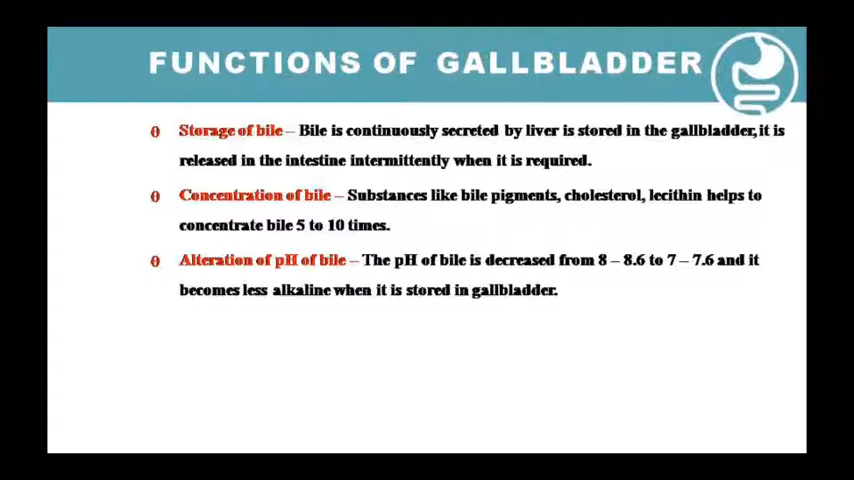 FUNCTIONS OF GALLBLADDER
θ Storage of bile – Bile is continuously secreted by liver is stored in the gallbladder, it is
released in the intestine intermittently when it is required.
θ Concentration of bile – Substances like bile pigments, cholesterol, lecithin helps to
concentrate bile 5 to 10 times.
θ Alteration of pH of bile – The pH of bile is decreased from 8 – 8.6 to 7 – 7.6 and it
becomes less alkaline when it is stored in gallbladder.